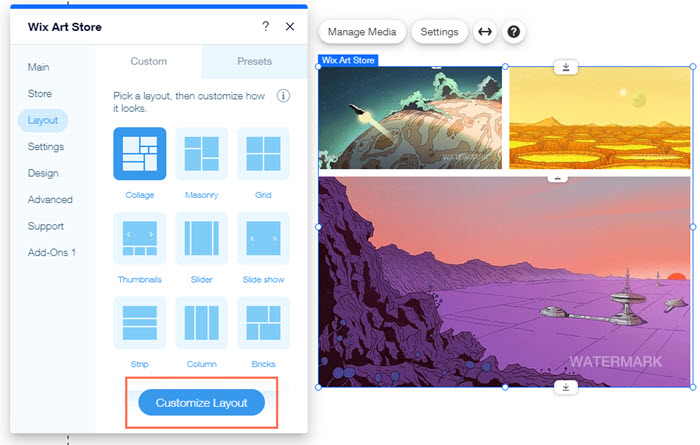 Wix Art Store
?
Main
Store
Layout
Settings
Design
Advanced
Support
Add-Ons 1
Custom
Presets
Pick a layout, then customize how
it looks.
i
Collage
Masonry
Grid
Thumbnails
Slider
Slide show
Strip
Column
Bricks
Customize Layout
Manage Media
Settings
?
Wix Art Store
WATERMARK
WATERMARK
WATERMARK